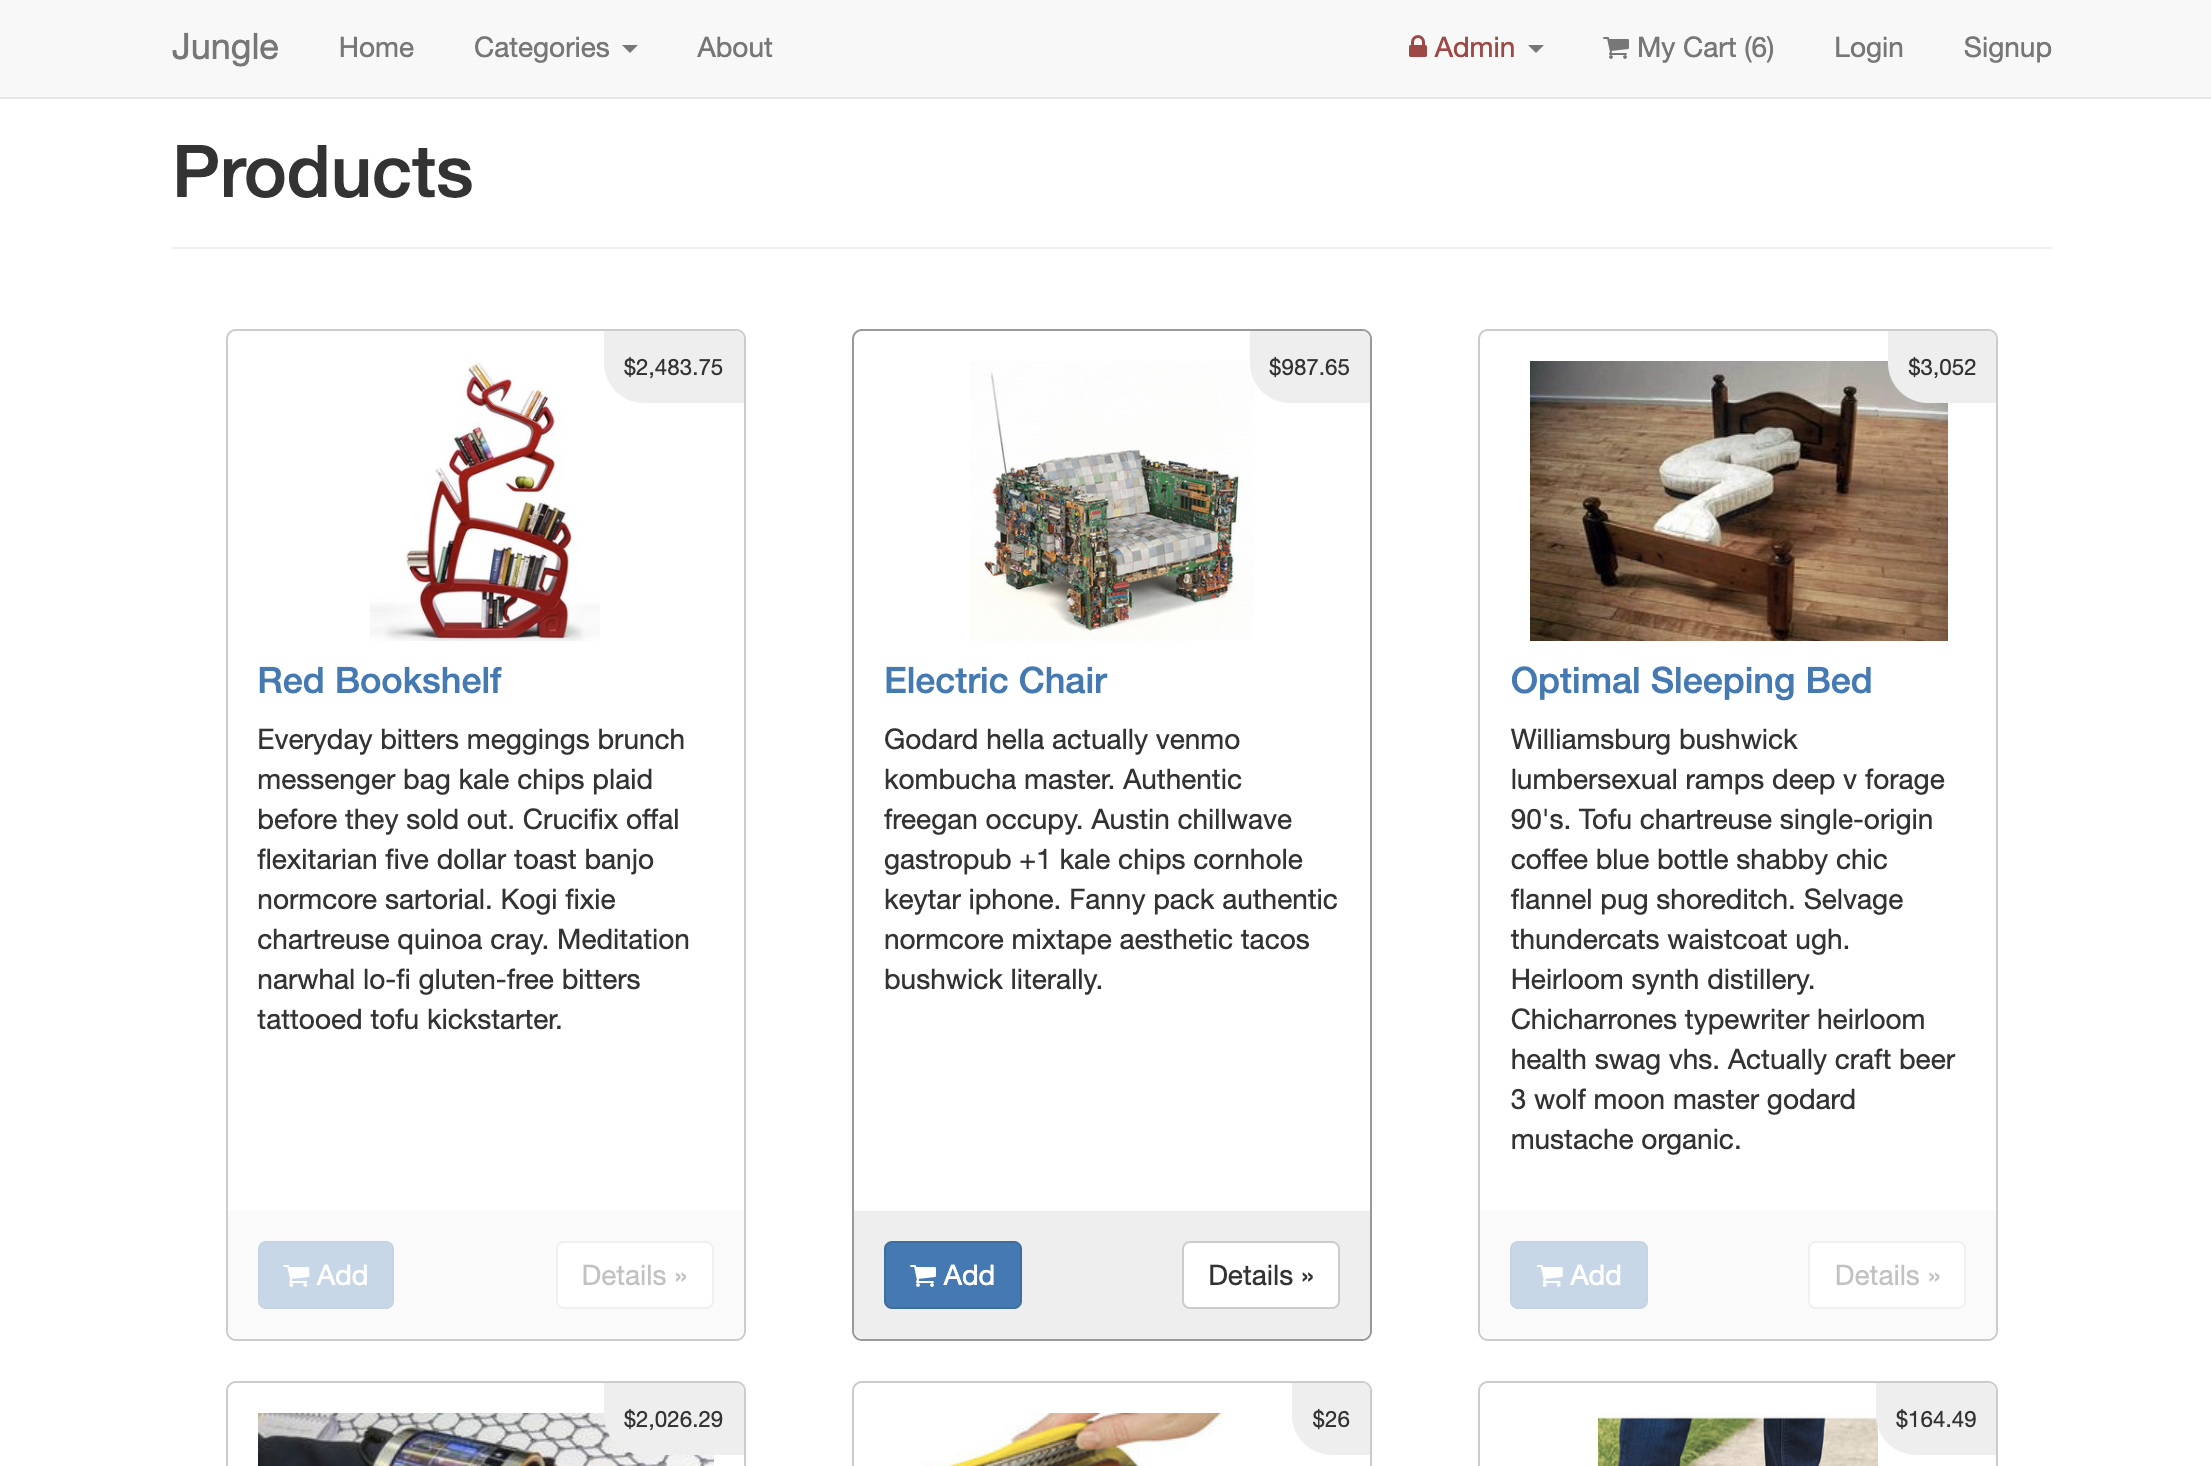 Jungle Home Categories About Admin My Cart (6) Login Signup
Products
$2,483.75
$987.65
$3,052
Red Bookshelf
Everyday bitters meggings brunch
messenger bag kale chips plaid
before they sold out. Crucifix offal
flexitarian five dollar toast banjo
normcore sartorial. Kogi fixie
chartreuse quinoa cray. Meditation
narwhal lo-fi gluten-free bitters
tattooed tofu kickstarter.
Add Details »
Electric Chair
Godard hella actually venmo
kombucha master. Authentic
freegan occupy. Austin chillwave
gastropub +1 kale chips cornhole
keytar iphone. Fanny pack authentic
normcore mixtape aesthetic tacos
bushwick literally.
Add Details »
Optimal Sleeping Bed
Williamsburg bushwick
lumbersexual ramps deep v forage
90's. Tofu chartreuse single-origin
coffee blue bottle shabby chic
flannel pug shoreditch. Selvage
thundercats waistcoat ugh.
Heirloom synth distillery.
Chicharrones typewriter heirloom
health swag vhs. Actually craft beer
3 wolf moon master godard
mustache organic.
Add Details »
$2,026.29
$26
$164.49